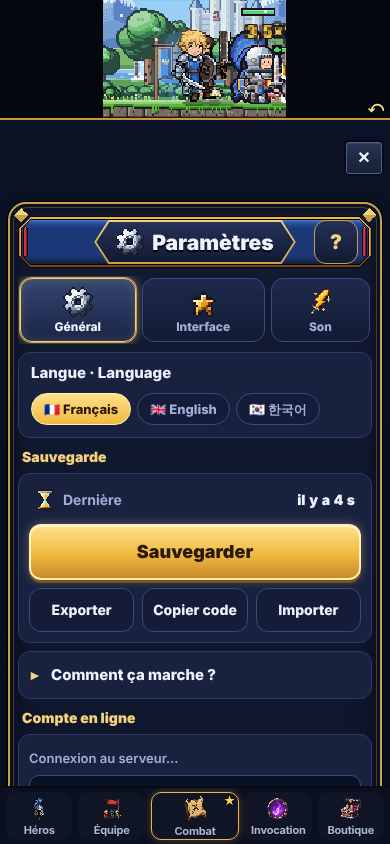 Paramètres
?
Général
Interface
Son
Langue · Language
Français
English
한국어
Sauvegarde
Dernière
il y a 4 s
Sauvegarder
Exporter
Copier code
Importer
Comment ça marche ?
Compte en ligne
Connexion au serveur...
Héros
Équipe
Combat
Invocation
Boutique